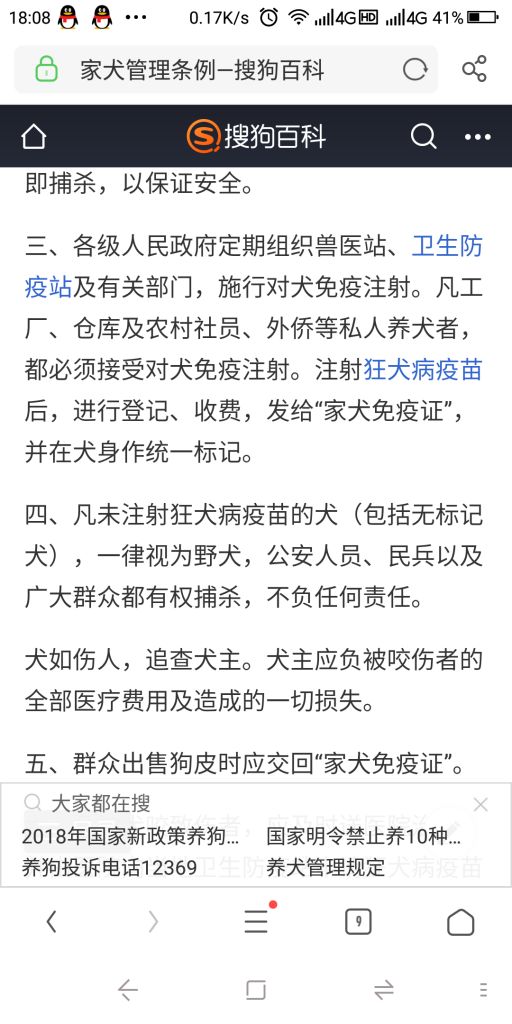 18:08 ... 0.17K/s 4G HD 4G 41%
家犬管理条例–搜狗百科
S搜狗百科
即捕杀，以保证安全。
三、各级人民政府定期组织兽医站、卫生防
疫站及有关部门，施行对犬免疫注射。凡工
厂、仓库及农村社员、外侨等私人养犬者，
都必须接受对犬免疫注射。注射狂犬病疫苗
后，进行登记、收费，发给“家犬免疫证”，
并在犬身作统一标记。
四、凡未注射狂犬病疫苗的犬（包括无标记
犬），一律视为野犬，公安人员、民兵以及
广大群众都有权捕杀，不负任何责任。
犬如伤人，追查犬主。犬主应负被咬伤者的
全部医疗费用及造成的一切损失。
五、群众出售狗皮时应交回“家犬免疫证”。
大家都在搜
2018年国家新政策养狗... 国家明令禁止养10种...
养狗投诉电话12369 养犬管理规定
9